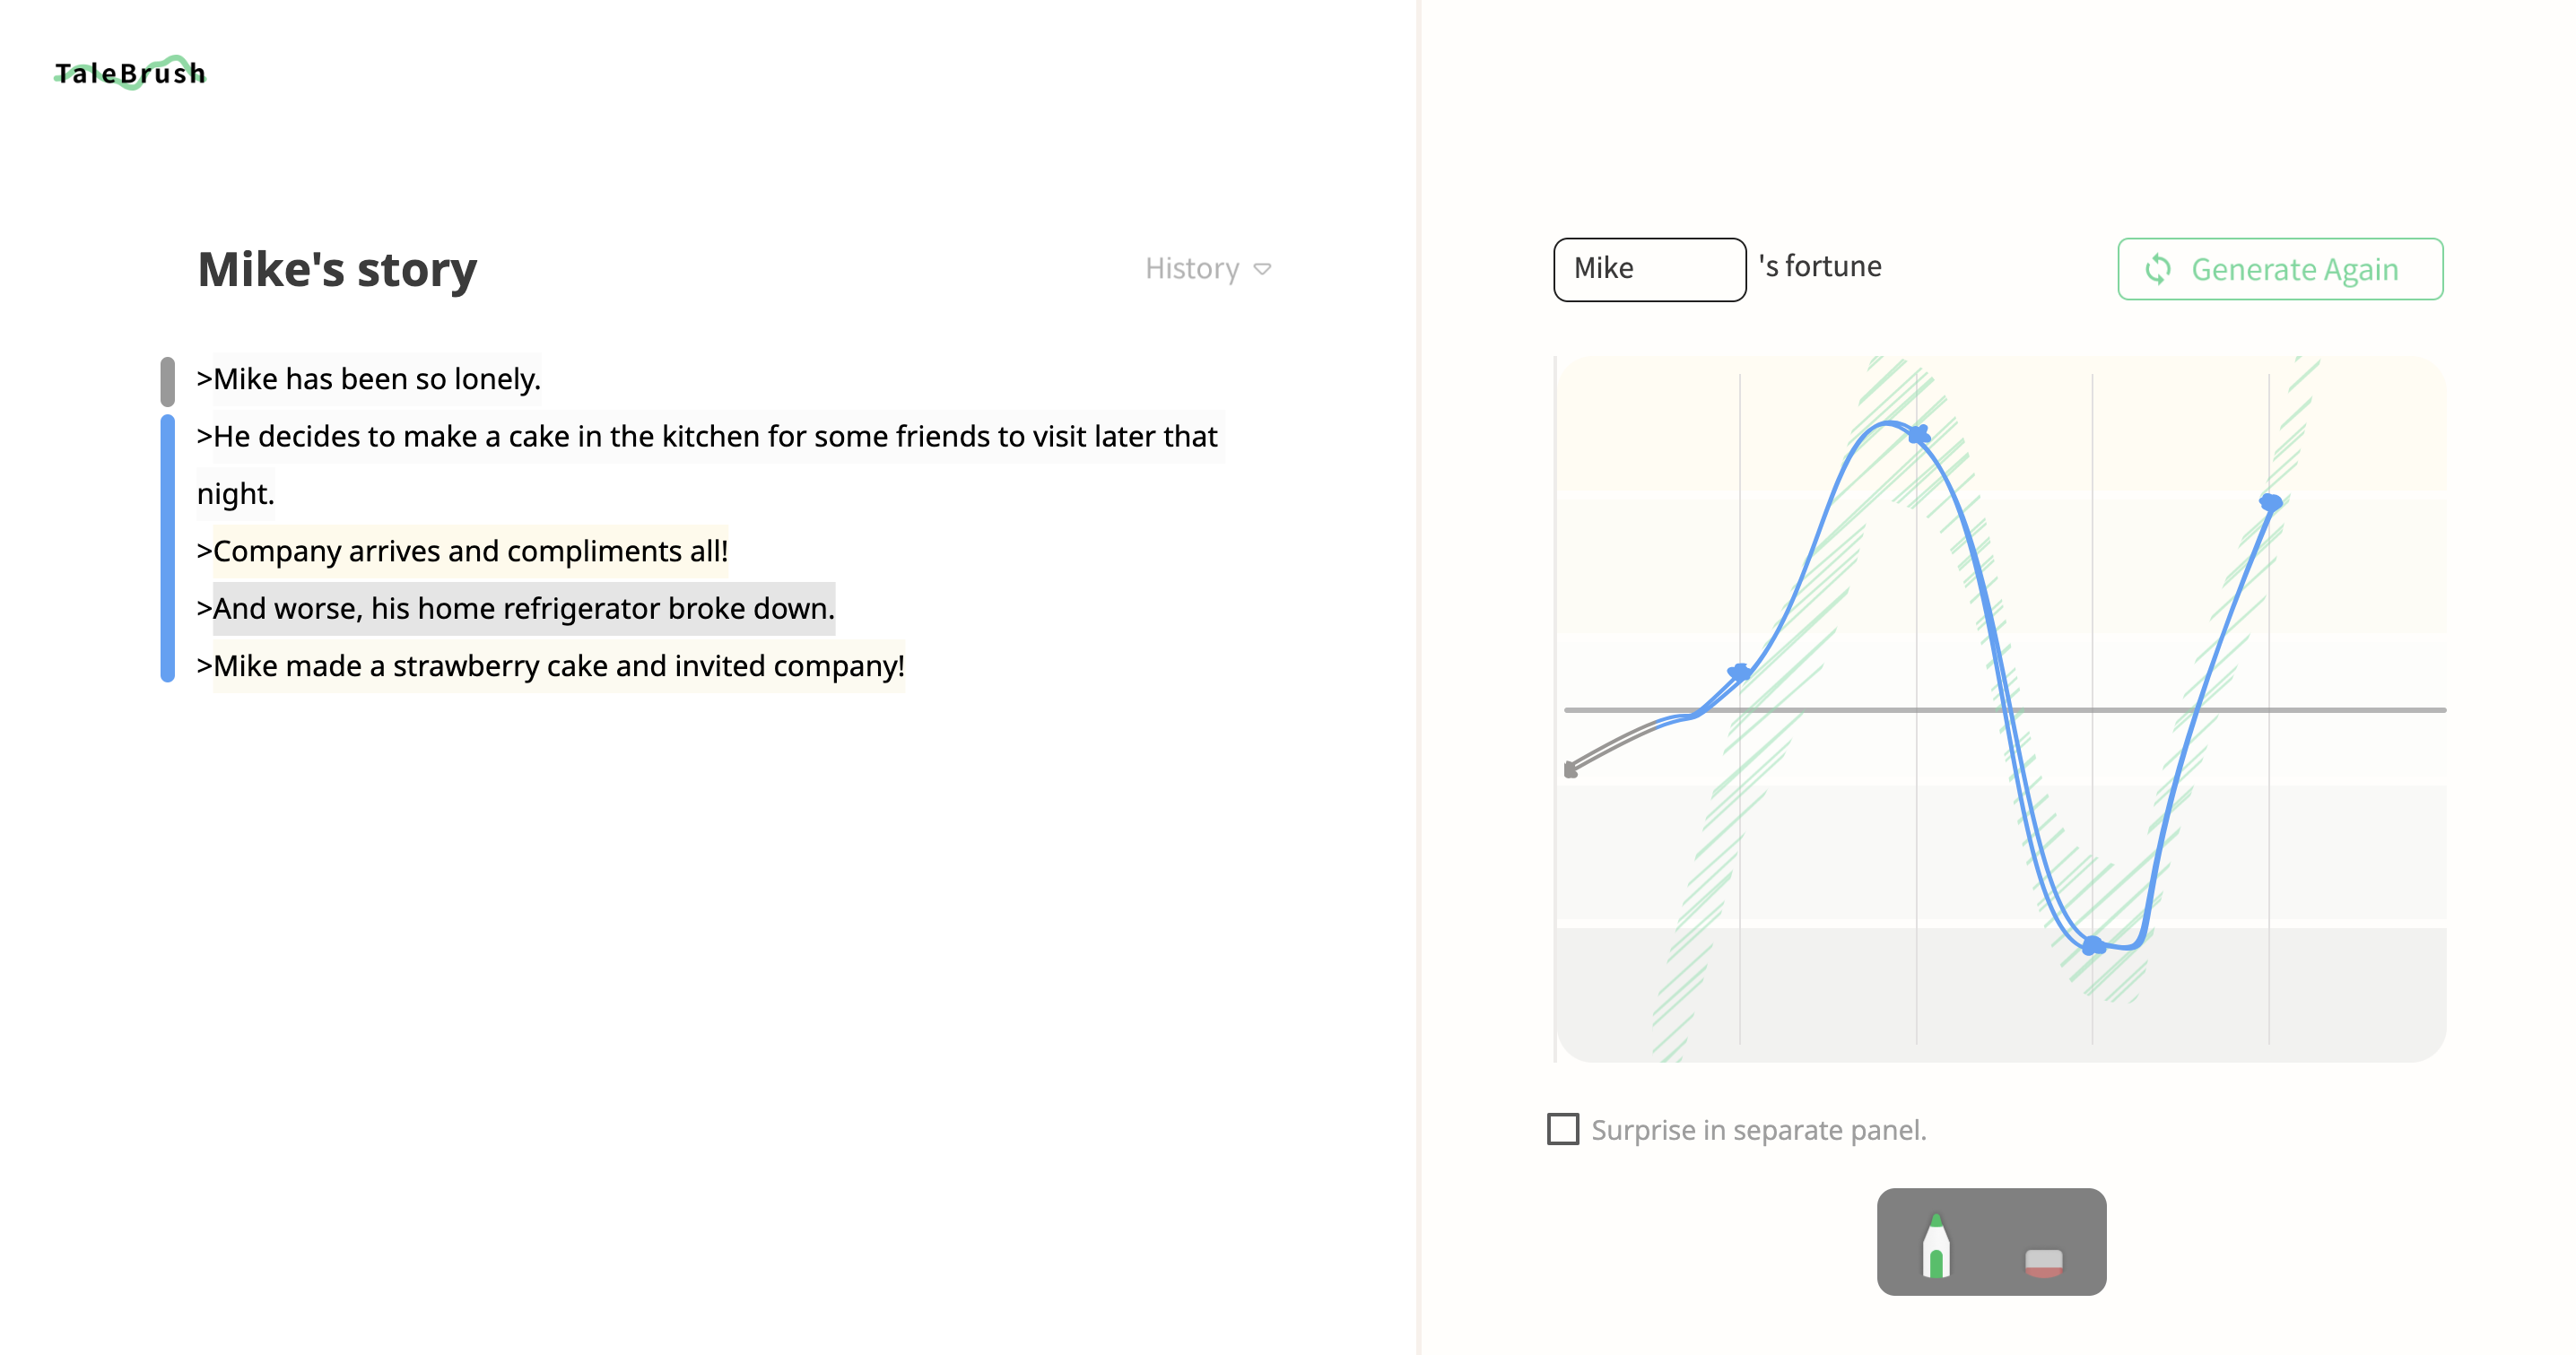 TaleBrush
Mike's story
History
>Mike has been so lonely.
>He decides to make a cake in the kitchen for some friends to visit later that
night.
>Company arrives and compliments all!
>And worse, his home refrigerator broke down.
>Mike made a strawberry cake and invited company!
Mike 's fortune
Generate Again
Surprise in separate panel.